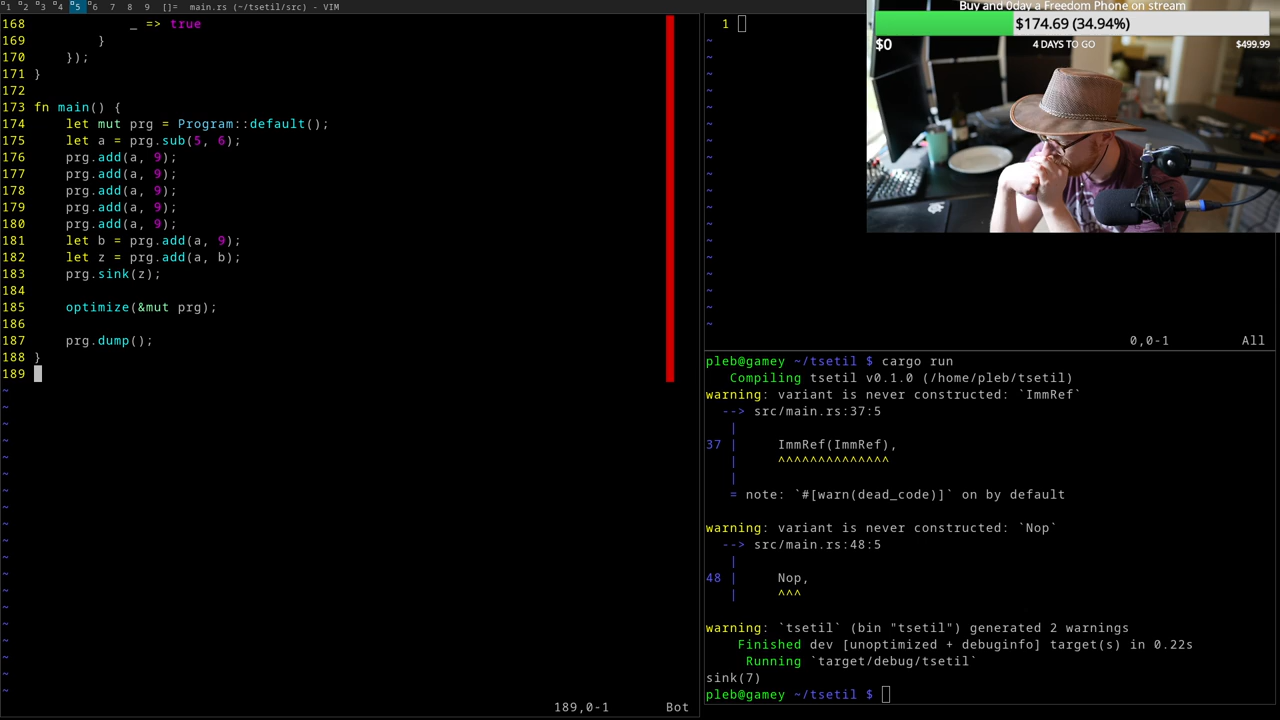 1 2 3 4 5 6 7 8 9 []= main.rs (~/tsetil/src) - VIM
168             _ => true
169         }
170     });
171 }
172
173 fn main() {
174     let mut prg = Program::default();
175     let a = prg.sub(5, 6);
176     prg.add(a, 9);
177     prg.add(a, 9);
178     prg.add(a, 9);
179     prg.add(a, 9);
180     prg.add(a, 9);
181     let b = prg.add(a, 9);
182     let z = prg.add(a, b);
183     prg.sink(z);
184
185     optimize(&mut prg);
186
187     prg.dump();
188 }
189
189,0-1 Bot
1
0,0-1 All
Buy and 0day a Freedom Phone on stream
$174.69 (34.94%)
$0 4 DAYS TO GO $499.99
pleb@gamey ~/tsetil $ cargo run
   Compiling tsetil v0.1.0 (/home/pleb/tsetil)
warning: variant is never constructed: `ImmRef`
  --> src/main.rs:37:5
   |
37 |     ImmRef(ImmRef),
   |     ^^^^^^^^^^^^^^
   |
   = note: `#[warn(dead_code)]` on by default
warning: variant is never constructed: `Nop`
  --> src/main.rs:48:5
   |
48 |     Nop,
   |     ^^^
warning: `tsetil` (bin "tsetil") generated 2 warnings
    Finished dev [unoptimized + debuginfo] target(s) in 0.22s
     Running `target/debug/tsetil`
sink(7)
pleb@gamey ~/tsetil $